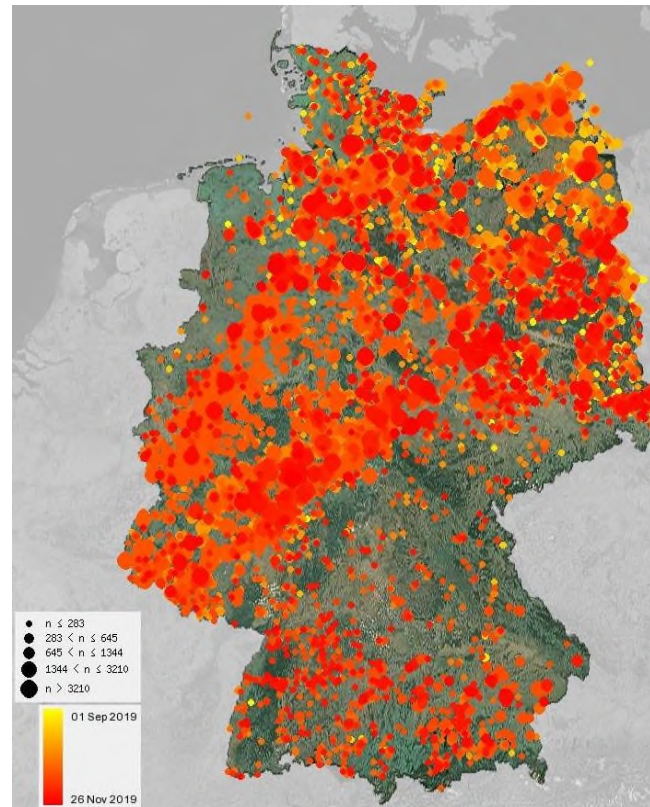 n ≤ 283
283 < n ≤ 645
645 < n ≤ 1344
1344 < n ≤ 3210
n > 3210
01 Sep 2019
26 Nov 2019